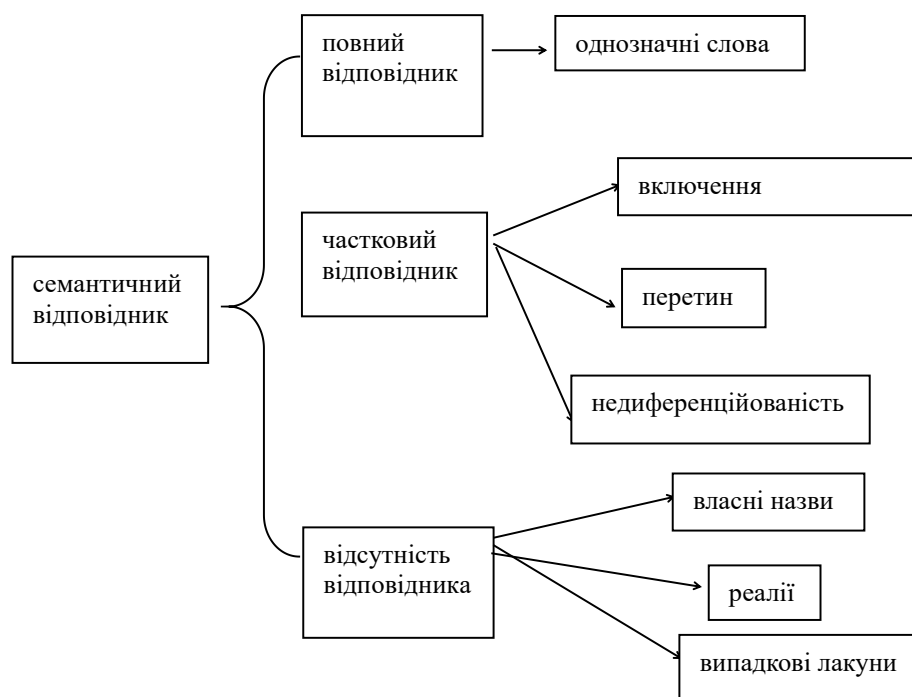 повний
відповідник
однозначні слова
включення
частковий
відповідник
семантичний
відповідник
перетин
недиференційованість
власні назви
відсутність
відповідника
реалії
випадкові лакуни